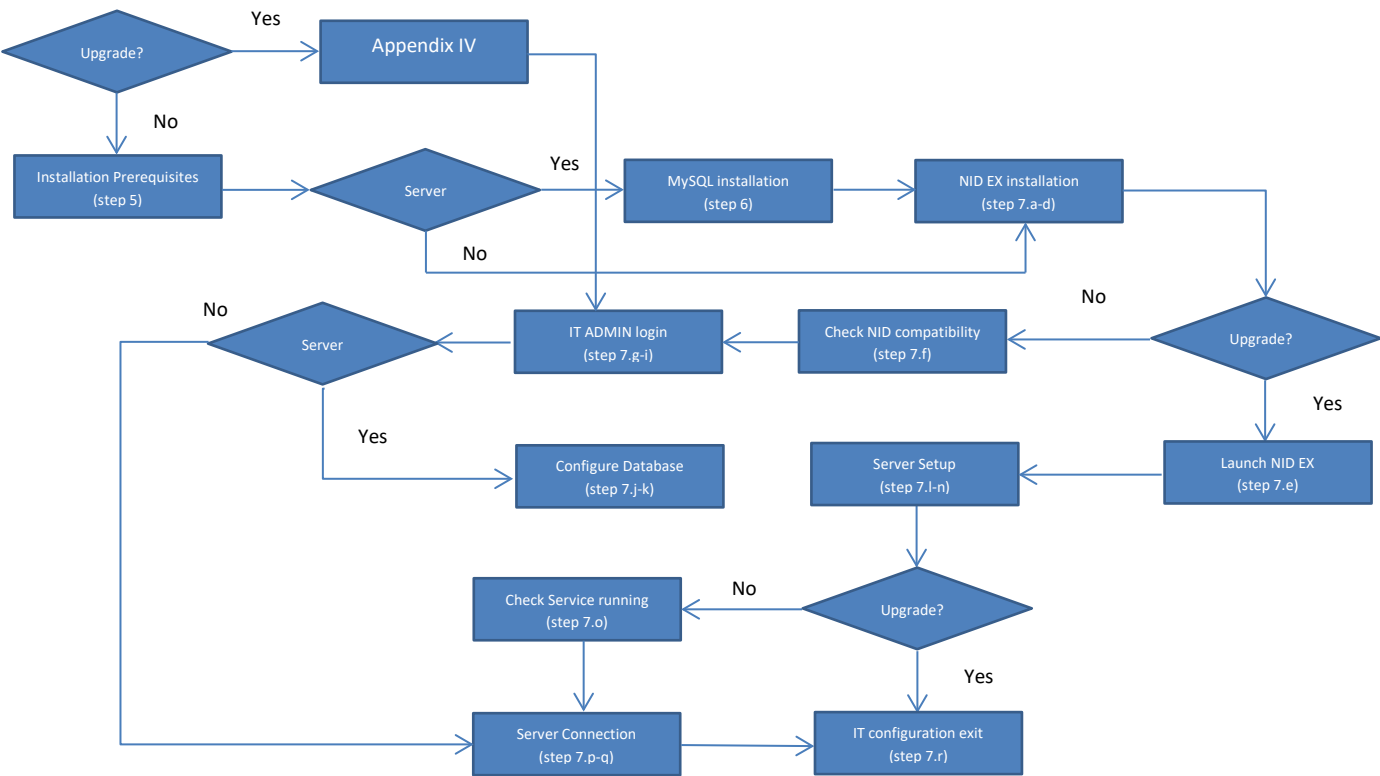 Yes
Upgrade?
Appendix IV
No
Installation Prerequisites
(step 5)
Server
Yes
MySQL installation
(step 6)
NID EX installation
(step 7.a-d)
No
No
Server
IT ADMIN login
(step 7.g-i)
Check NID compatibility
(step 7.f)
No
Upgrade?
Yes
Yes
Configure Database
(step 7.j-k)
Server Setup
(step 7.l-n)
Launch NID EX
(step 7.e)
Check Service running
(step 7.o)
No
Upgrade?
Yes
Server Connection
(step 7.p-q)
IT configuration exit
(step 7.r)